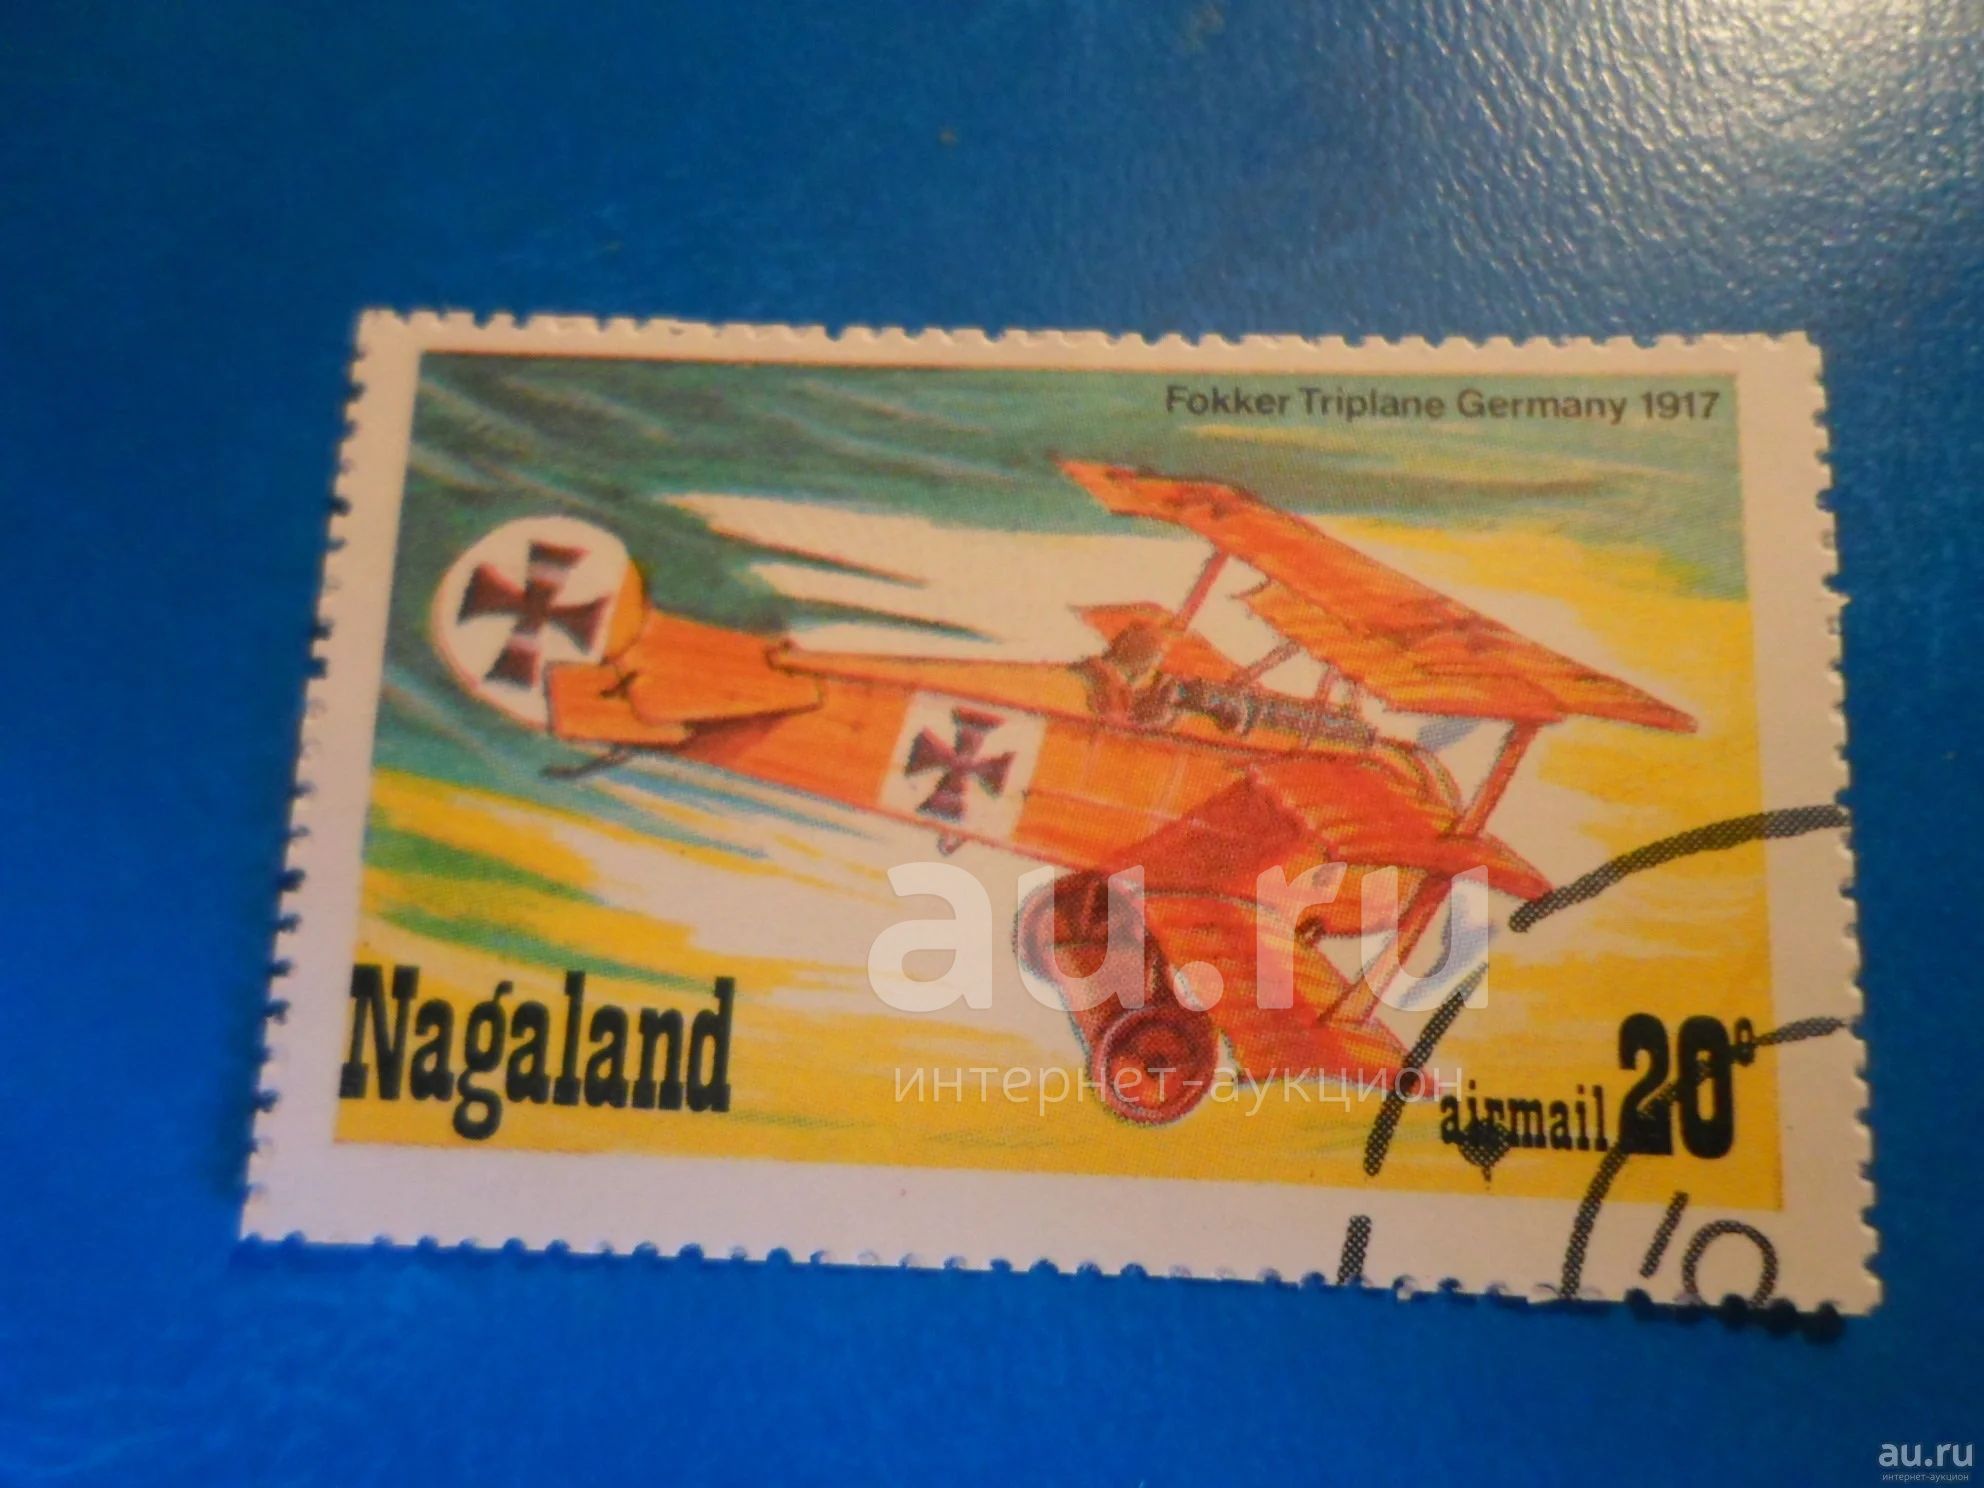 Fokker Triplane Germany 1917
Nagaland
airmail 20c
au.ru
интернет-аукцион
au.ru
интернет-аукцион